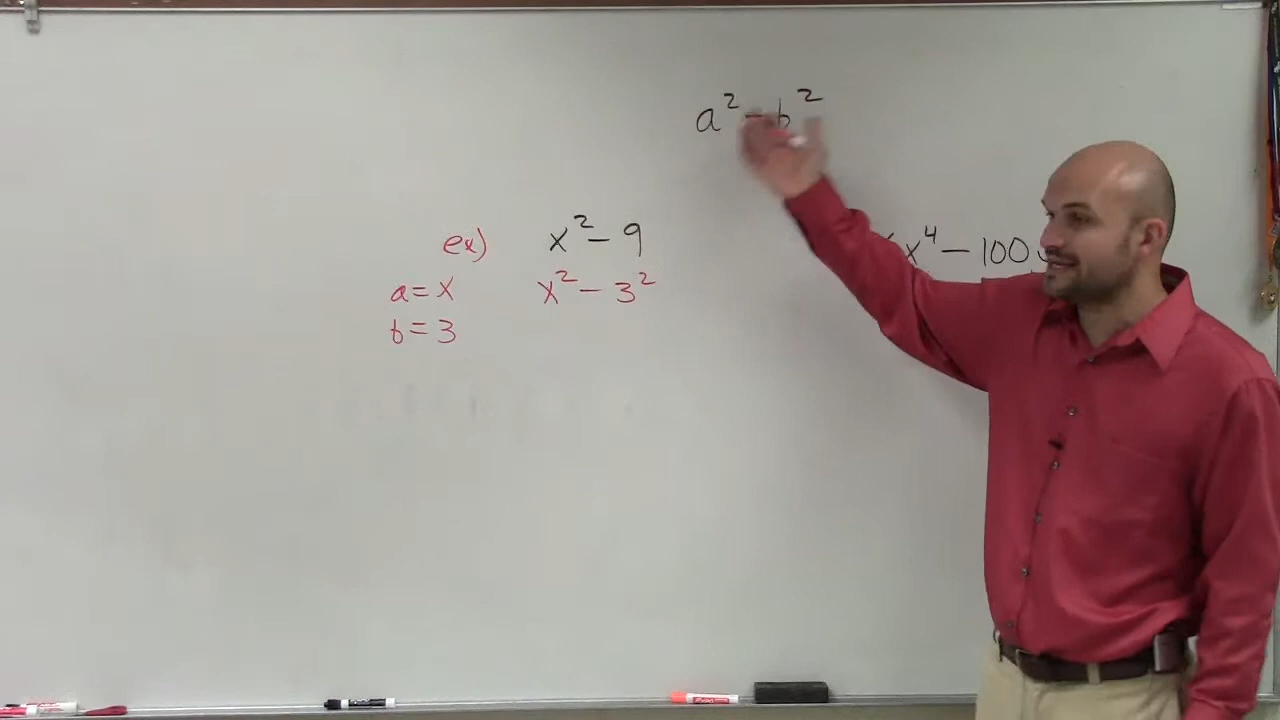 a² - b²
ex) x² - 9
x⁴ - 100
a = x x² - 3²
b = 3